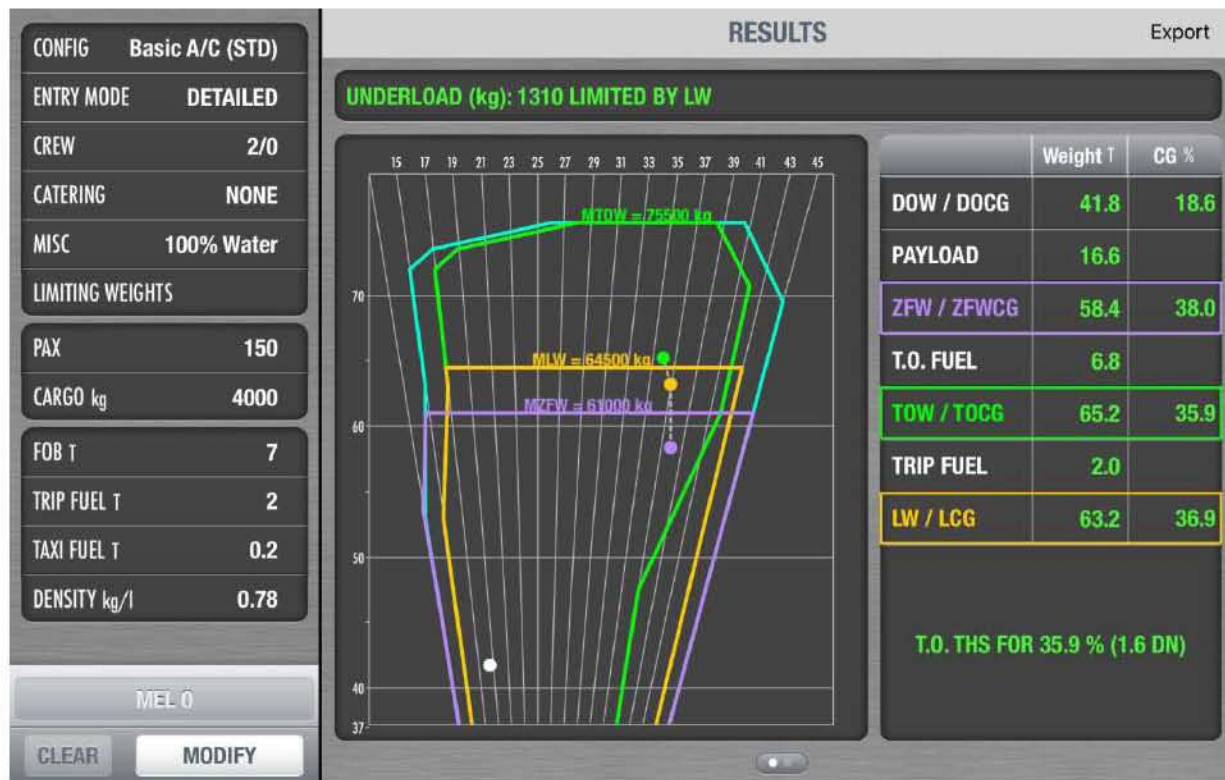 CONFIG Basic A/C (STD)
ENTRY MODE DETAILED
CREW 2/0
CATERING NONE
MISC 100% Water
LIMITING WEIGHTS
PAX 150
CARGO kg 4000
FOB T 7
TRIP FUEL T 2
TAXI FUEL T 0.2
DENSITY kg/l 0.78
MEL 0
CLEAR MODIFY
RESULTS Export
UNDERLOAD (kg): 1310 LIMITED BY LW
15 17 19 21 23 25 27 29 31 33 35 37 39 41 43 45
MTOW = 75500 kg
70
MLW = 64500 kg
MZFW = 61000 kg
60
50
40
37
Weight T CG %
DOW / DOCG 41.8 18.6
PAYLOAD 16.6
ZFW / ZFWCG 58.4 38.0
T.O. FUEL 6.8
TOW / TOCG 65.2 35.9
TRIP FUEL 2.0
LW / LCG 63.2 36.9
T.O. THS FOR 35.9 % (1.6 DN)